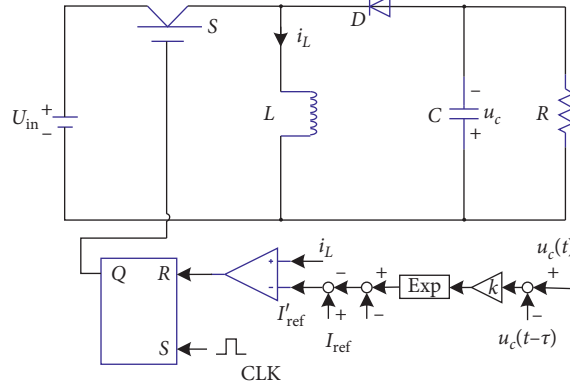 S
D
i_L
U_in
+
−
L
C
−
+
u_c
R
Q
R
S
+
−
i_L
I′_ref
−
+
I_ref
+
−
Exp
k
u_c(t)
+
−
u_c(t−τ)
CLK